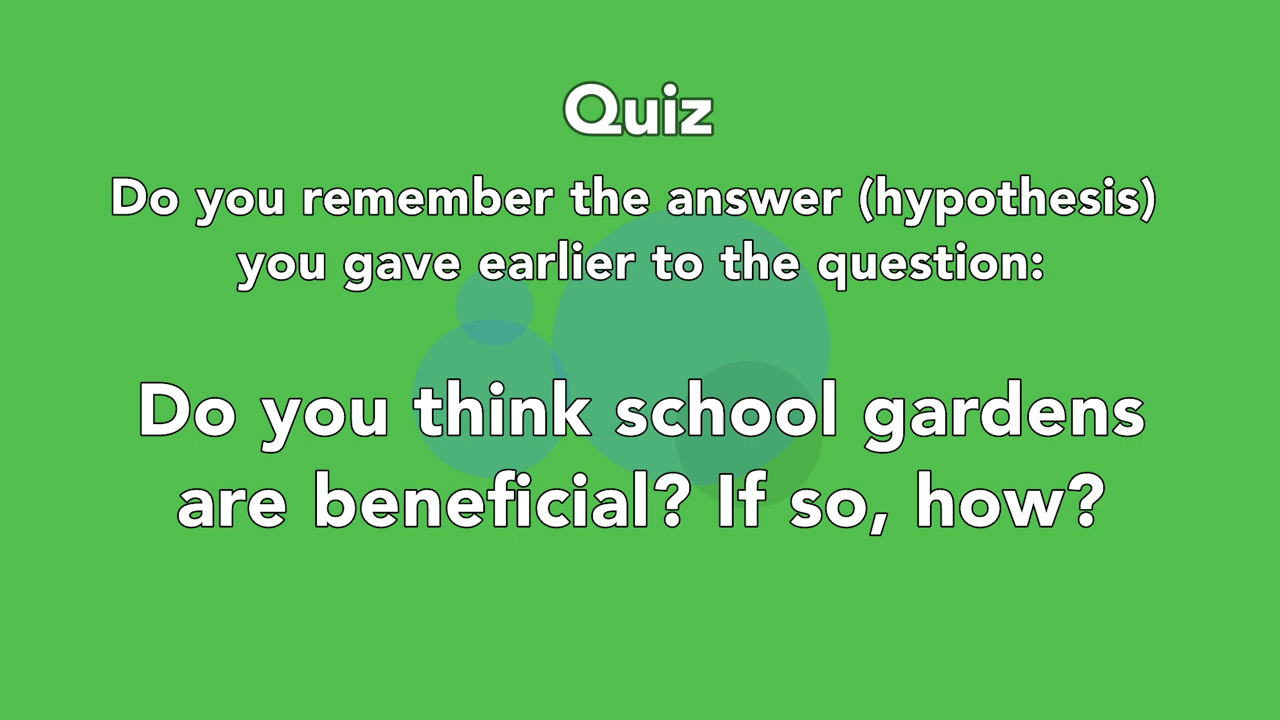 Quiz
Do you remember the answer (hypothesis)
you gave earlier to the question:
Do you think school gardens
are beneficial? If so, how?